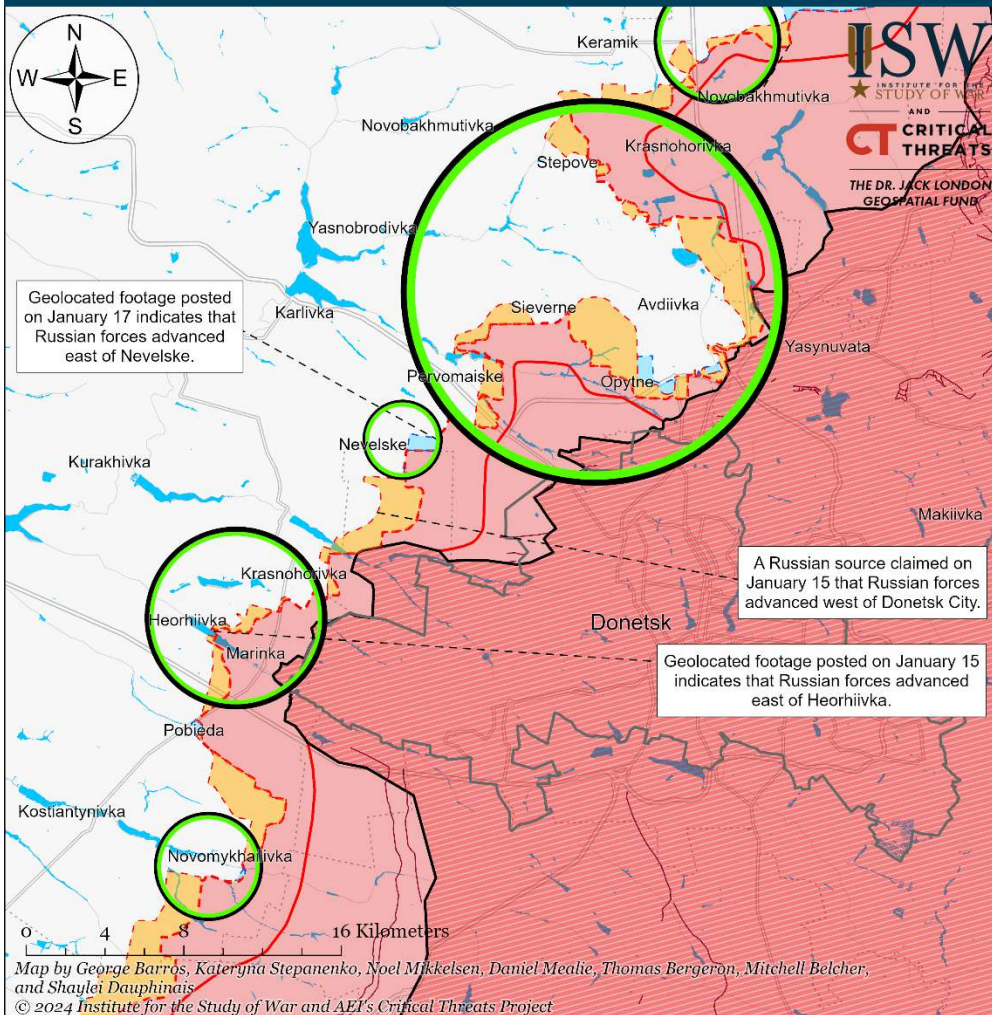 N
W
E
S
Keramik
ISW
INSTITUTE FOR THE
STUDY OF WAR
AND
CT CRITICAL
THREATS
THE DR. JACK LONDON
GEOSPATIAL FUND
Novobakhmutivka
Novobakhmutivka
Krasnohorivka
Stepove
Yasnobrodivka
Geolocated footage posted
on January 17 indicates that
Russian forces advanced
east of Nevelske.
Karlivka
Sieverne
Avdiivka
Yasynuvata
Pervomaiske
Opytne
Nevelske
Kurakhivka
Makiivka
A Russian source claimed on
January 15 that Russian forces
advanced west of Donetsk City.
Krasnohorivka
Heorhiivka
Donetsk
Marinka
Geolocated footage posted on January 15
indicates that Russian forces advanced
east of Heorhiivka.
Pobieda
Kostiantynivka
Novomykhailivka
0 4 8 16 Kilometers
Map by George Barros, Kateryna Stepanenko, Noel Mikkelsen, Daniel Mealie, Thomas Bergeron, Mitchell Belcher,
and Shaylei Dauphinais
© 2024 Institute for the Study of War and AEI's Critical Threats Project